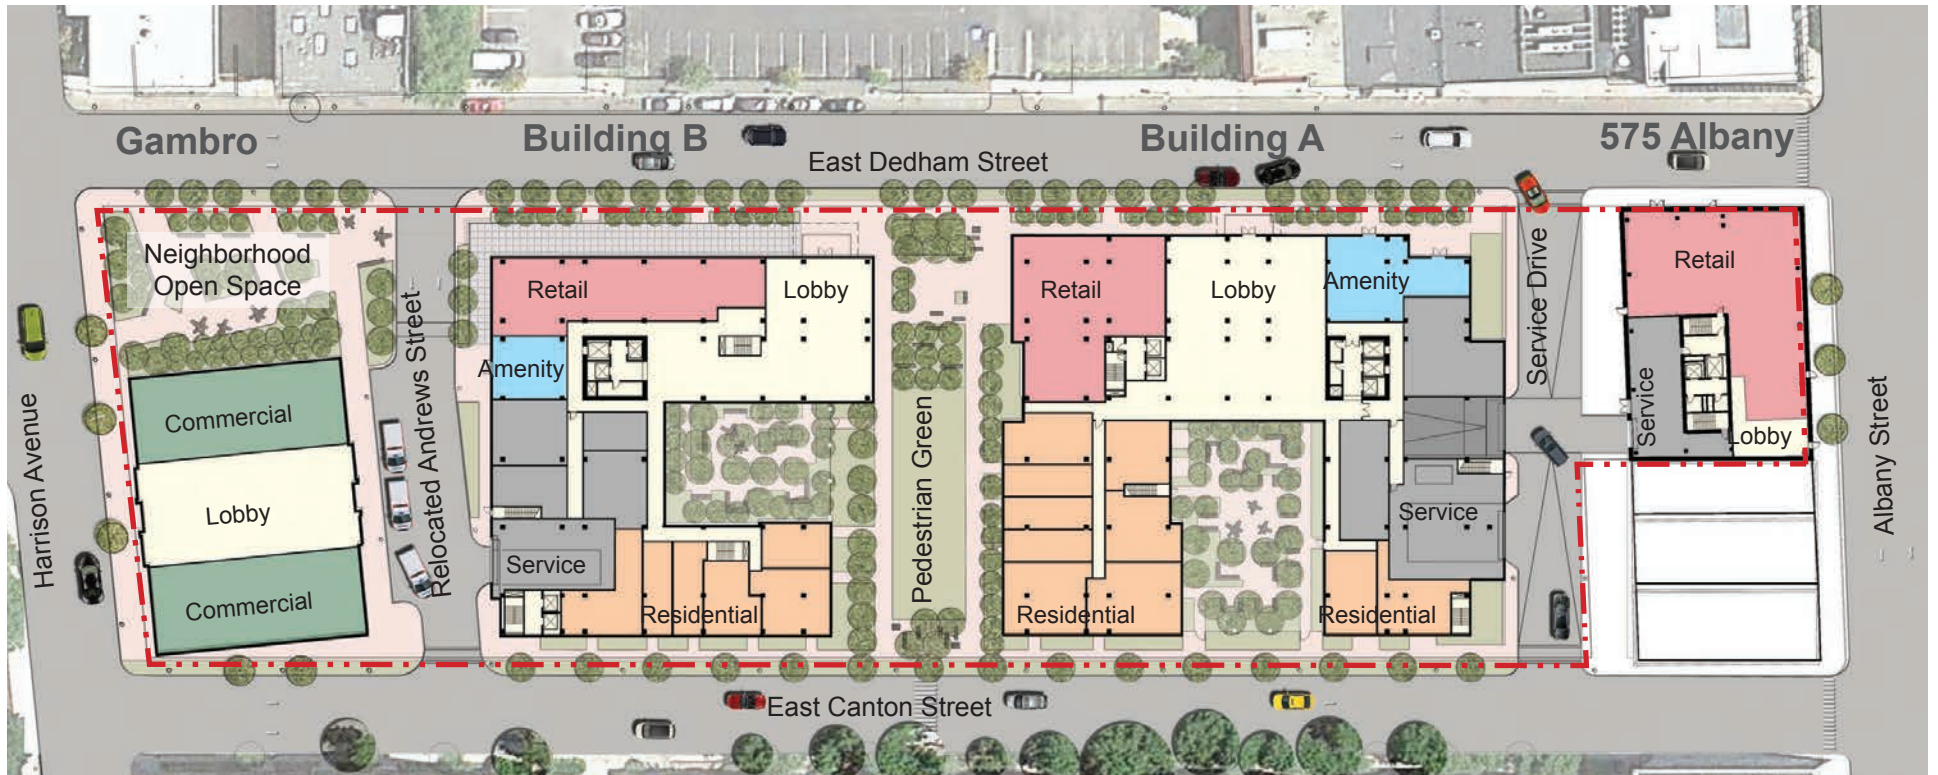 Gambro
Building B
Building A
575 Albany
East Dedham Street
Neighborhood
Open Space
Retail
Lobby
Retail
Lobby
Amenity
Service Drive
Retail
Relocated Andrews Street
Amenity
Commercial
Lobby
Commercial
Harrison Avenue
Service
Residential
Pedestrian Green
Residential
Service
Residential
Service
Lobby
Albany Street
East Canton Street